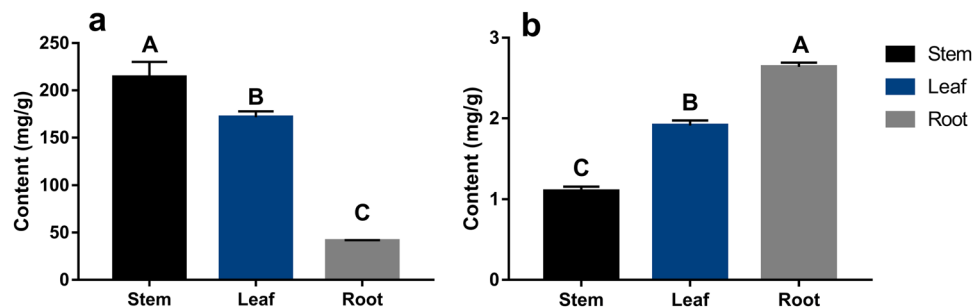 a
Content (mg/g)
250
200
150
100
50
0
A
B
C
Stem Leaf Root
b
Content (mg/g)
3
2
1
0
C
B
A
Stem Leaf Root
Stem
Leaf
Root